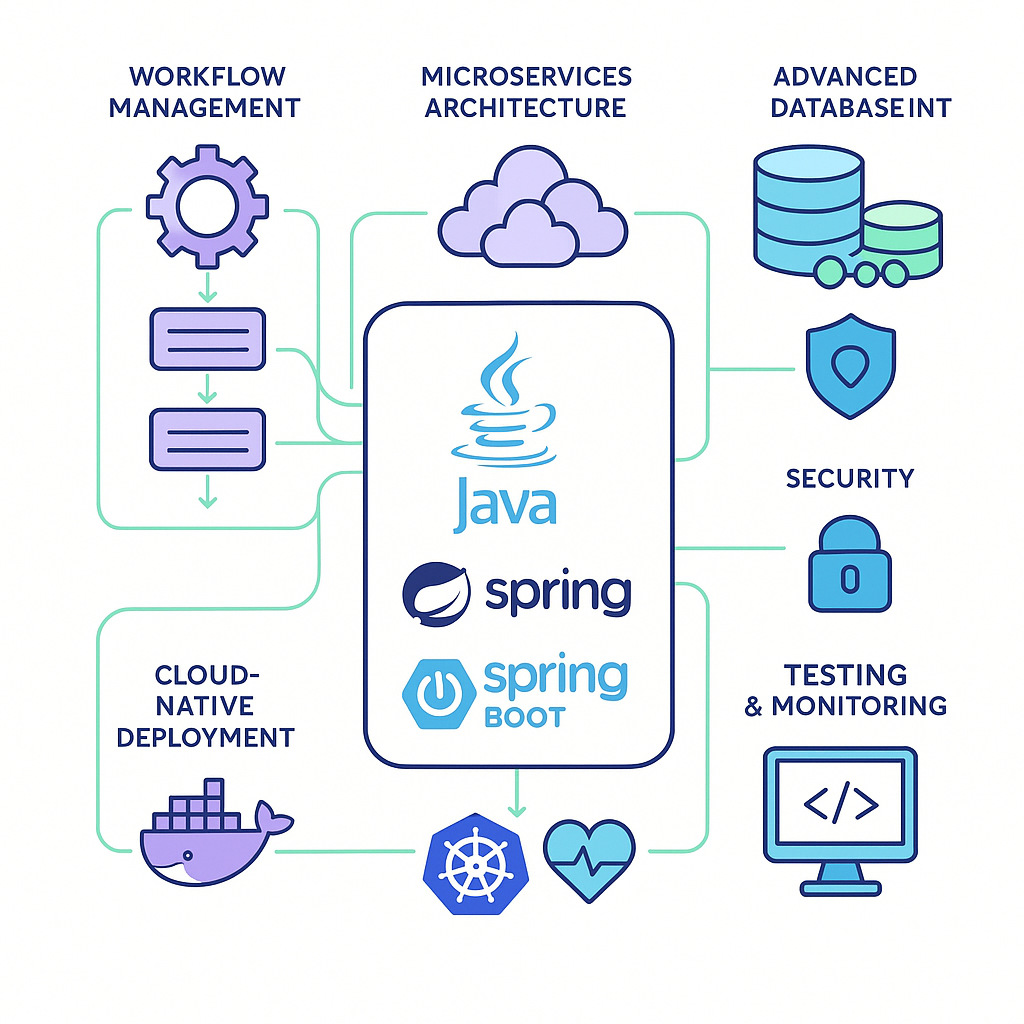 WORKFLOW
MANAGEMENT
MICROSERVICES
ARCHITECTURE
ADVANCED
DATABASE INT
Java
spring
spring
BOOT
SECURITY
CLOUD-
NATIVE
DEPLOYMENT
TESTING
& MONITORING
</>